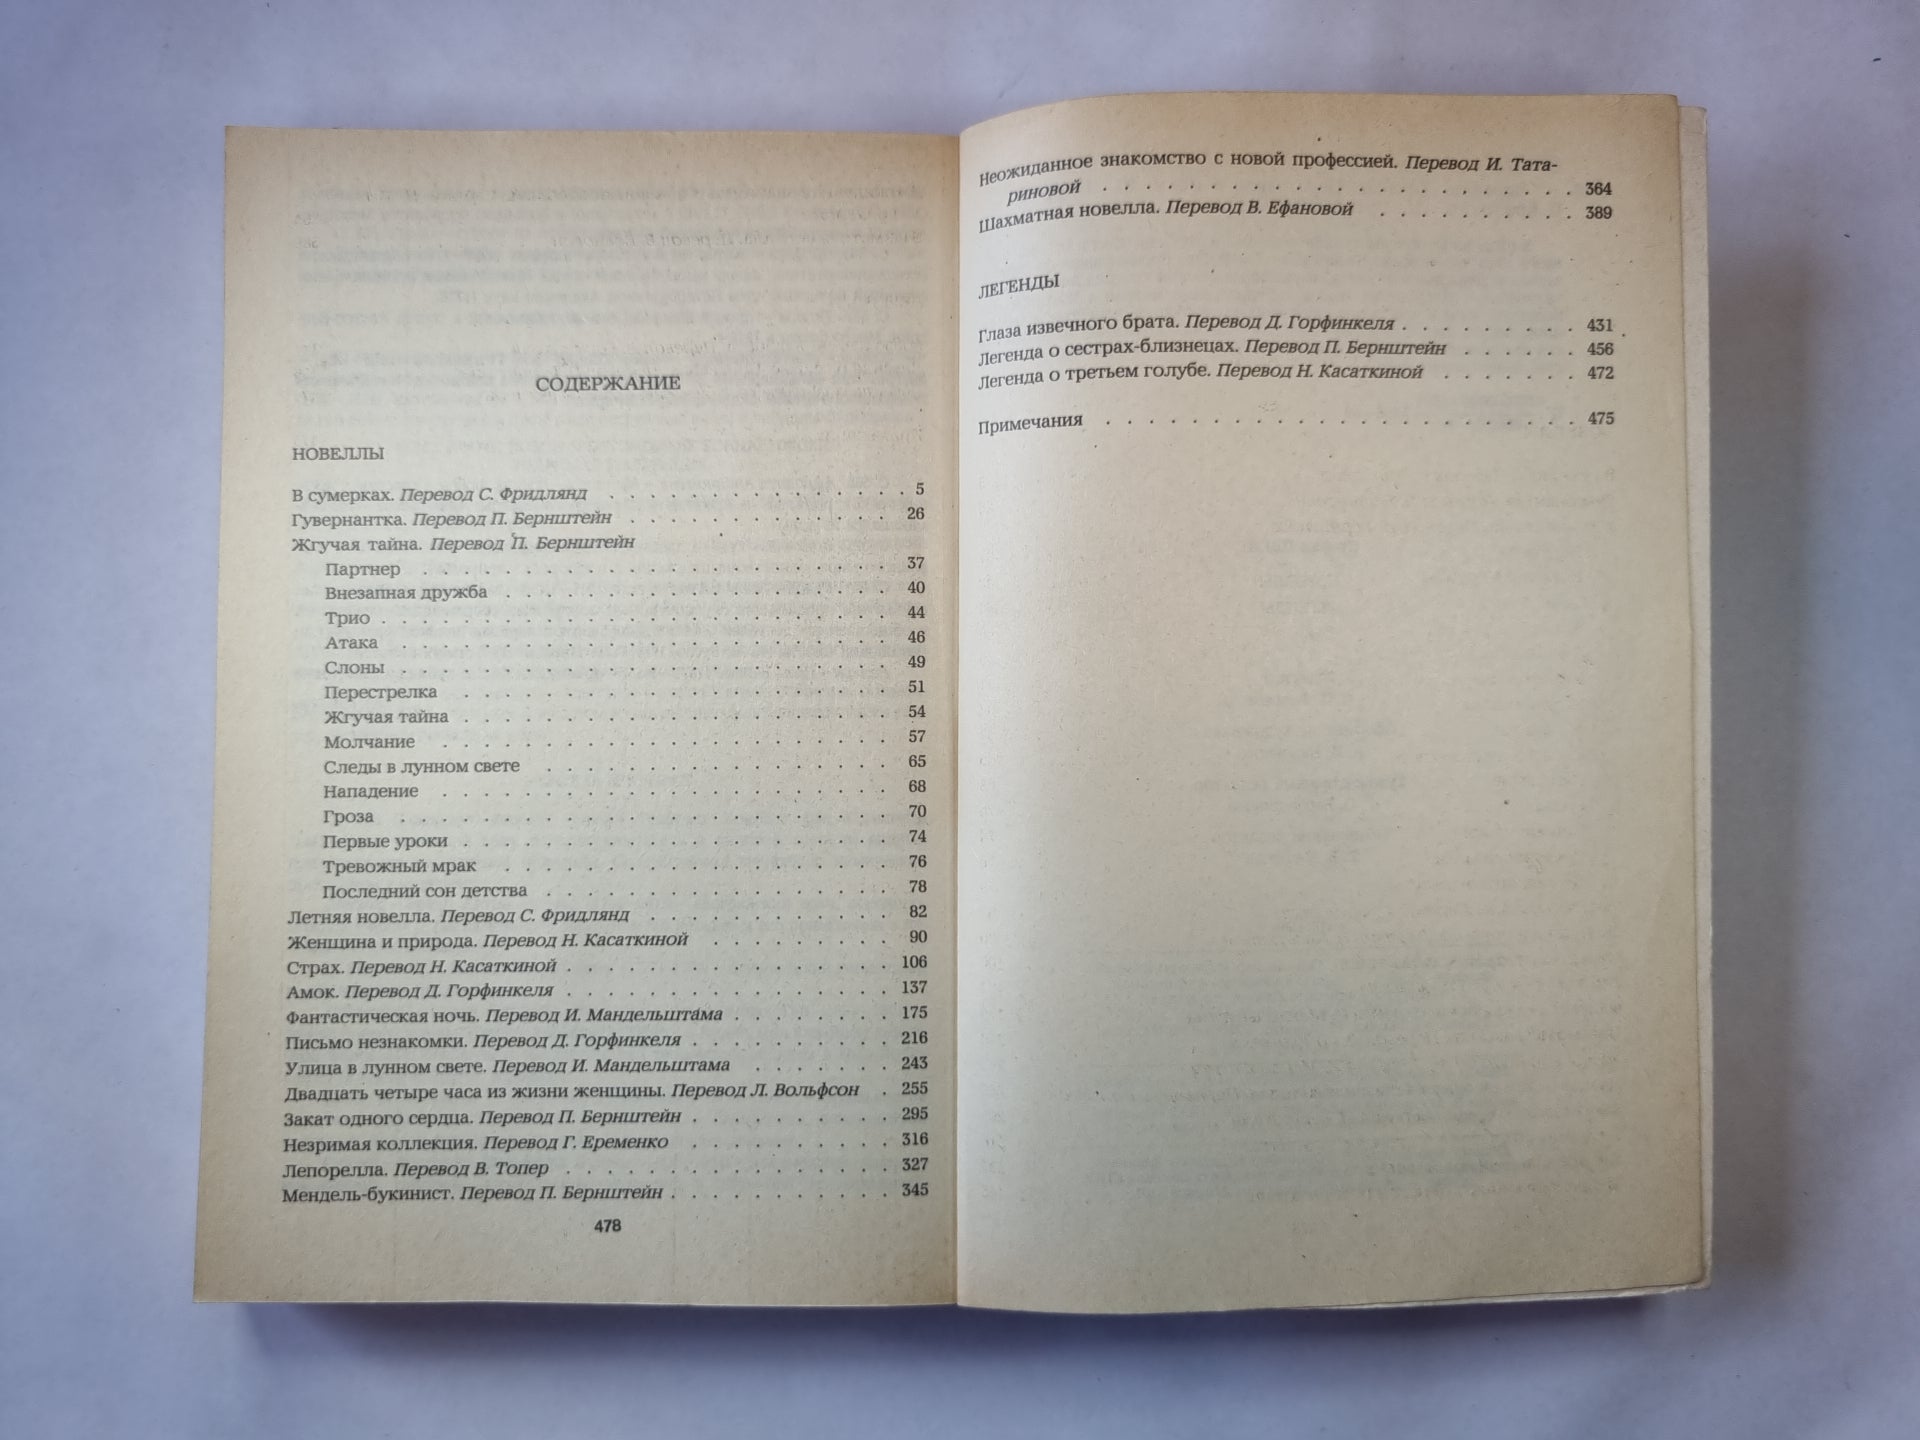 СОДЕРЖАНИЕ
НОВЕЛЛЫ
В сумерках. Перевод С. Фридлянд . . . . . . . . . . . . . . . 5
Гувернантка. Перевод П. Бернштейн . . . . . . . . . . . . . 26
Жгучая тайна. Перевод П. Бернштейн
Партнер . . . . . . . . . . . . . . . . . . . . . . . 37
Внезапная дружба . . . . . . . . . . . . . . . . . . . 40
Трио . . . . . . . . . . . . . . . . . . . . . . . . . 44
Атака . . . . . . . . . . . . . . . . . . . . . . . . 46
Слоны . . . . . . . . . . . . . . . . . . . . . . . . 49
Перестрелка . . . . . . . . . . . . . . . . . . . . . 51
Жгучая тайна . . . . . . . . . . . . . . . . . . . . . 54
Молчание . . . . . . . . . . . . . . . . . . . . . . 57
Следы в лунном свете . . . . . . . . . . . . . . . . . 65
Нападение . . . . . . . . . . . . . . . . . . . . . . 68
Гроза . . . . . . . . . . . . . . . . . . . . . . . . 70
Первые уроки . . . . . . . . . . . . . . . . . . . . . 74
Тревожный мрак . . . . . . . . . . . . . . . . . . . 76
Последний сон детства . . . . . . . . . . . . . . . . . 78
Летняя новелла. Перевод С. Фридлянд . . . . . . . . . . . . 82
Женщина и природа. Перевод Н. Касаткиной . . . . . . . . . 90
Страх. Перевод Н. Касаткиной . . . . . . . . . . . . . . . . 106
Амок. Перевод Д. Горфинкеля . . . . . . . . . . . . . . . . 137
Фантастическая ночь. Перевод И. Мандельштама . . . . . . . . 175
Письмо незнакомки. Перевод Д. Горфинкеля . . . . . . . . . . 216
Улица в лунном свете. Перевод И. Мандельштама . . . . . . . 243
Двадцать четыре часа из жизни женщины. Перевод Л. Вольфсон . 255
Закат одного сердца. Перевод П. Бернштейн . . . . . . . . . . 295
Незримая коллекция. Перевод Г. Еременко . . . . . . . . . . 316
Лепорелла. Перевод В. Топер . . . . . . . . . . . . . . . . 327
Мендель-букинист. Перевод П. Бернштейн . . . . . . . . . . . 345
478
Неожиданное знакомство с новой профессией. Перевод И. Тата-
риновой . . . . . . . . . . . . . . . . . . . . . . 364
Шахматная новелла. Перевод В. Ефановой . . . . . . . . . . 389
ЛЕГЕНДЫ
Глаза извечного брата. Перевод Д. Горфинкеля . . . . . . . . . 431
Легенда о сестрах-близнецах. Перевод П. Бернштейн . . . . . . 456
Легенда о третьем голубе. Перевод Н. Касаткиной . . . . . . . 472
Примечания . . . . . . . . . . . . . . . . . . . . . . 475